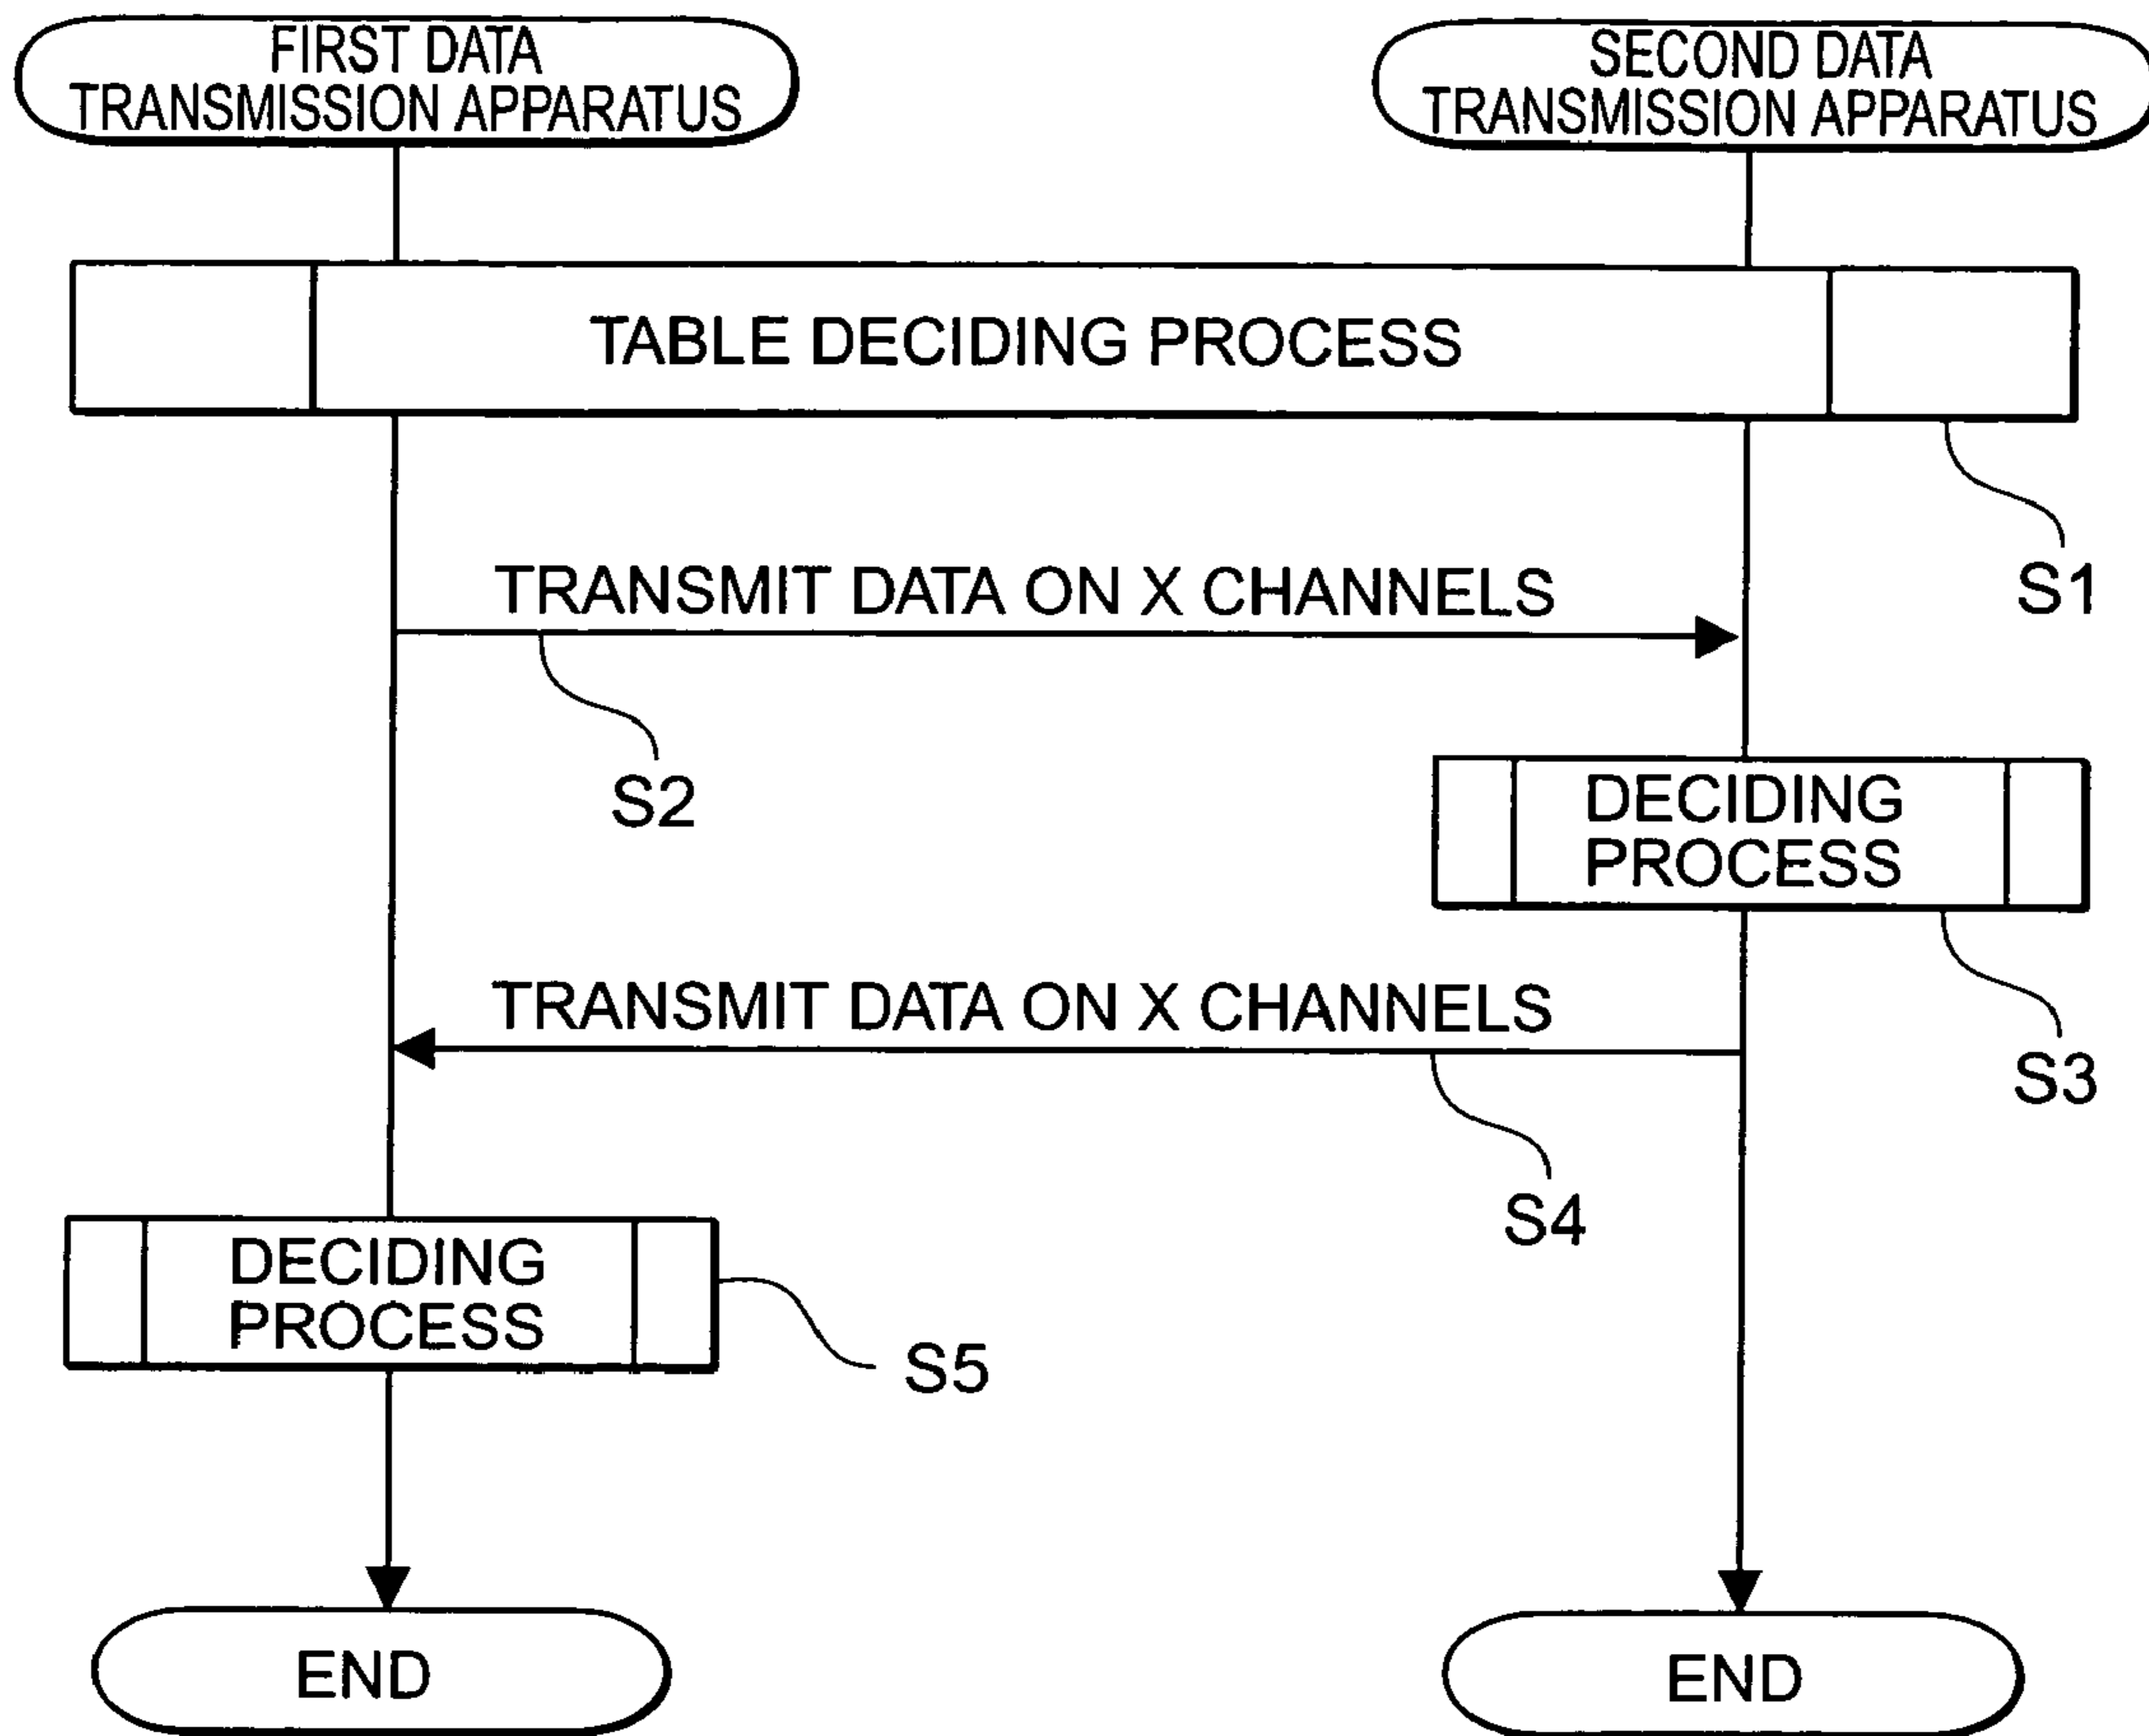 FIRST DATA
TRANSMISSION APPARATUS
SECOND DATA
TRANSMISSION APPARATUS
TABLE DECIDING PROCESS
S1
TRANSMIT DATA ON X CHANNELS
S2
DECIDING
PROCESS
S3
TRANSMIT DATA ON X CHANNELS
S4
DECIDING
PROCESS
S5
END
END